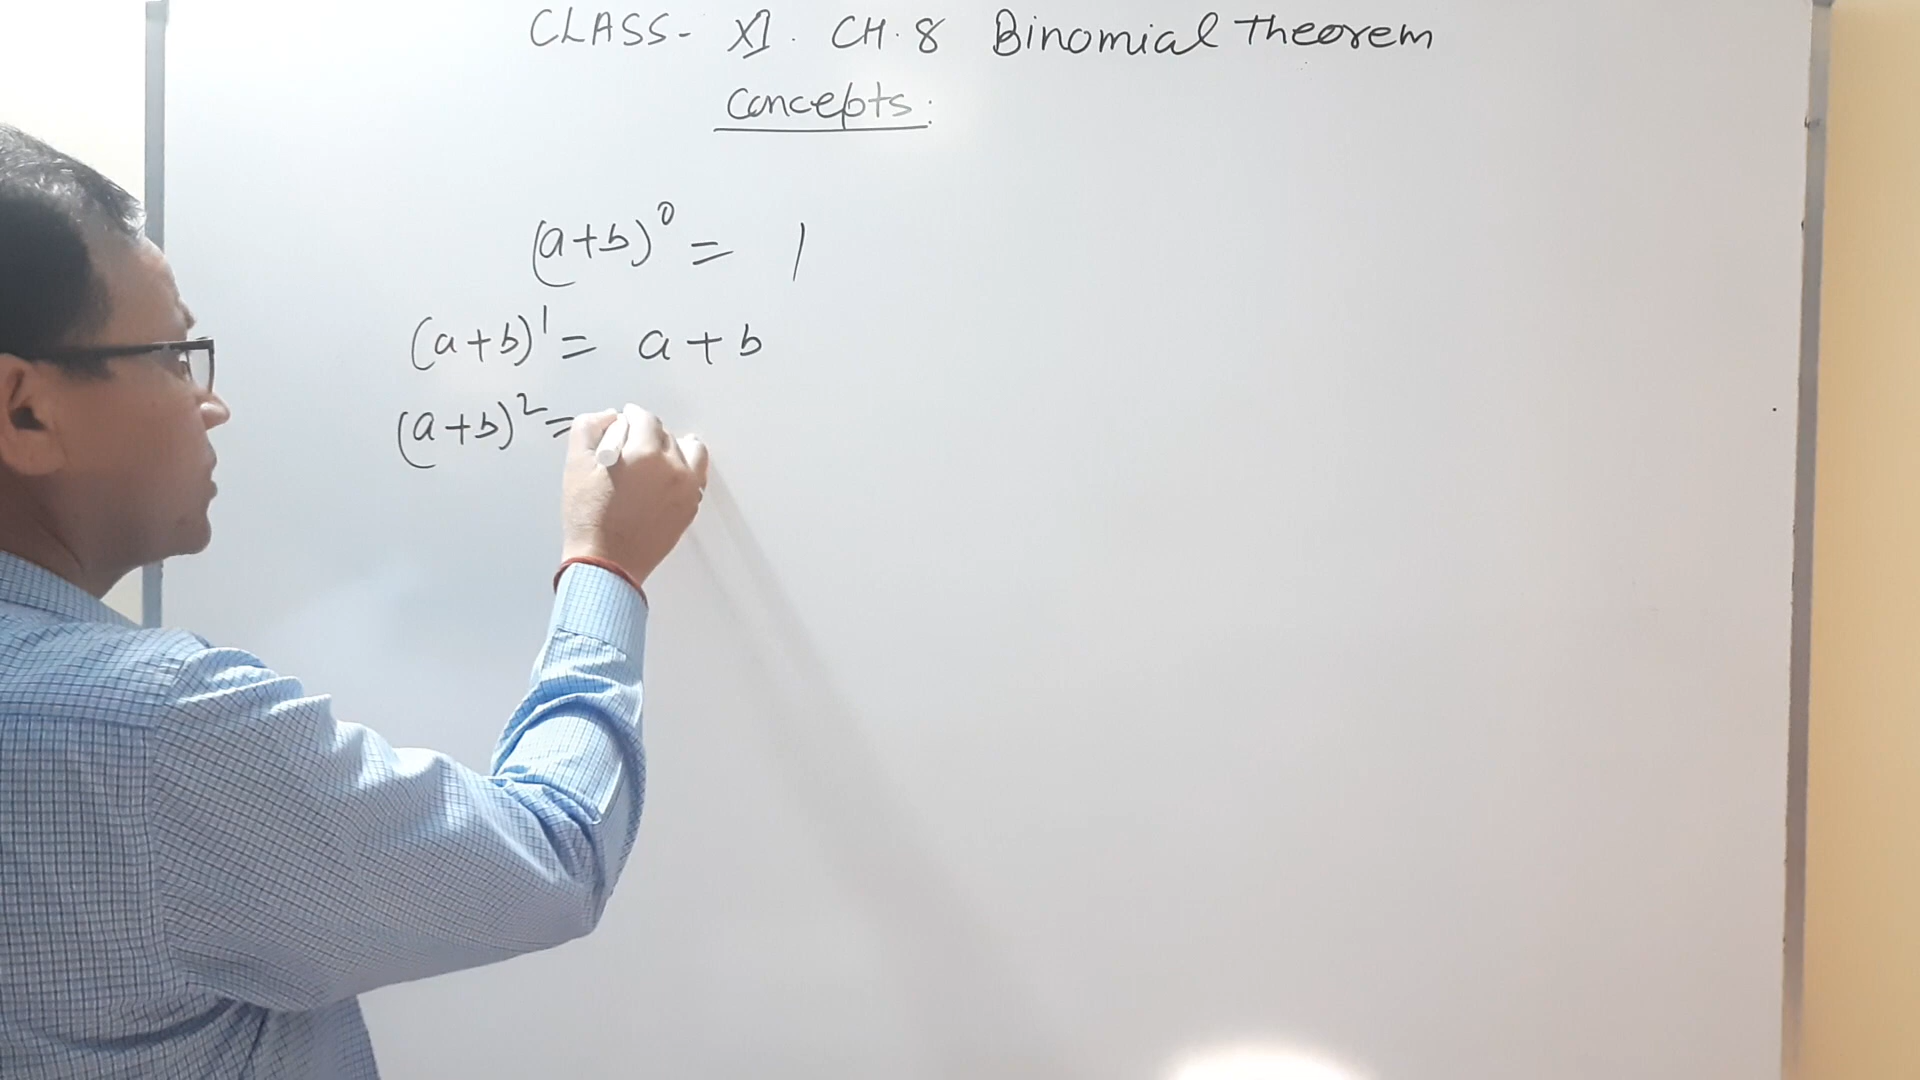 CLASS- XI. CH.8 Binomial Theorem
Concepts:
(a+b)⁰ = 1
(a+b)¹ = a + b
(a+b)² =